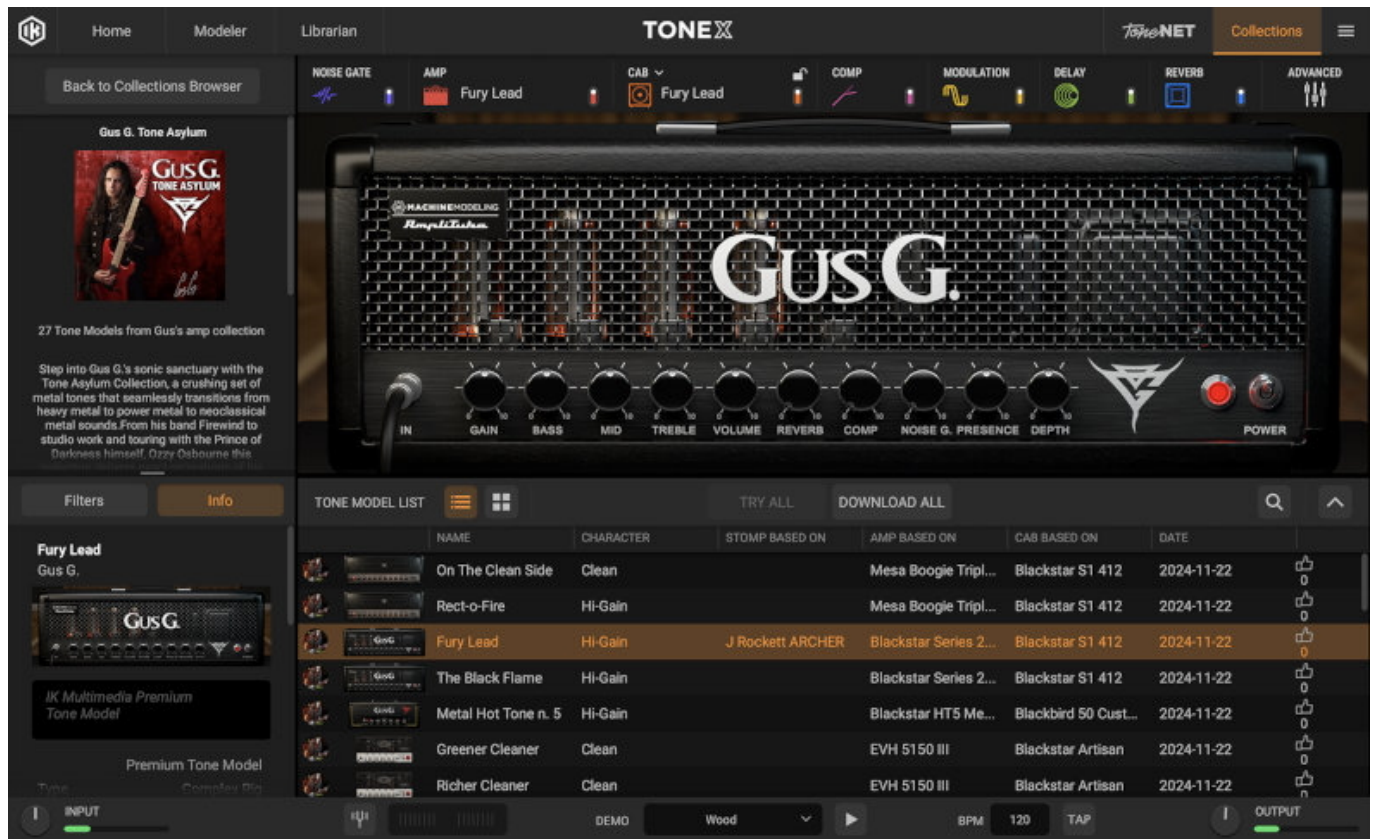 Home
Modeler
Librarian
TONEX
ToneNET
Collections
Back to Collections Browser
NOISE GATE
AMP
Fury Lead
CAB
Fury Lead
COMP
MODULATION
DELAY
REVERB
ADVANCED
Gus G. Tone Asylum
GUS G.
TONE ASYLUM
27 Tone Models from Gus's amp collection
Step into Gus G.'s sonic sanctuary with the
Tone Asylum Collection, a crushing set of
metal tones that seamlessly transitions from
heavy metal to power metal to neoclassical
metal sounds.From his band Firewind to
studio work and touring with the Prince of
Darkness himself, Ozzy Osbourne this
MACHINEMODELING
AmpliTube
GUS G.
IN
GAIN
BASS
MID
TREBLE
VOLUME
REVERB
COMP
NOISE G.
PRESENCE
DEPTH
POWER
Filters
Info
TONE MODEL LIST
TRY ALL
DOWNLOAD ALL
Fury Lead
Gus G.
GUS G.
IK Multimedia Premium
Tone Model
Premium Tone Model
Type
Complex Rig
NAME CHARACTER STOMP BASED ON AMP BASED ON CAB BASED ON DATE
On The Clean Side Clean Mesa Boogie Tripl... Blackstar S1 412 2024-11-22 0
Rect-o-Fire Hi-Gain Mesa Boogie Tripl... Blackstar S1 412 2024-11-22 0
Fury Lead Hi-Gain J Rockett ARCHER Blackstar Series 2... Blackstar S1 412 2024-11-22 0
The Black Flame Hi-Gain Blackstar Series 2... Blackstar S1 412 2024-11-22 0
Metal Hot Tone n. 5 Hi-Gain Blackstar HT5 Me... Blackbird 50 Cust... 2024-11-22 0
Greener Cleaner Clean EVH 5150 III Blackstar Artisan 2024-11-22 0
Richer Cleaner Clean EVH 5150 III Blackstar Artisan 2024-11-22 0
INPUT
DEMO
Wood
BPM
120
TAP
OUTPUT